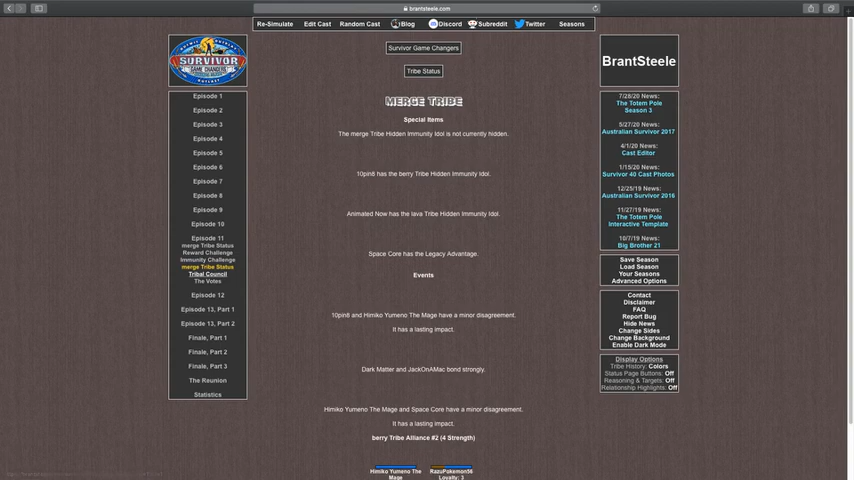 brantsteele.com
Re-Simulate Edit Cast Random Cast Blog Discord Subreddit Twitter Seasons
SURVIVOR
GAME CHANGERS
Survivor Game Changers
Tribe Status
MERGE TRIBE
Special Items
The merge Tribe Hidden Immunity Idol is not currently hidden.
10pin8 has the berry Tribe Hidden Immunity Idol.
Animated Now has the lava Tribe Hidden Immunity Idol.
Space Core has the Legacy Advantage.
Events
10pin8 and Himiko Yumeno The Mage have a minor disagreement.
It has a lasting impact.
Dark Matter and JackOnAMac bond strongly.
Himiko Yumeno The Mage and Space Core have a minor disagreement.
It has a lasting impact.
berry Tribe Alliance #2 (4 Strength)
Himiko Yumeno The
Mage
RazuPokemon56
Loyalty: 3
Episode 1
Episode 2
Episode 3
Episode 4
Episode 5
Episode 6
Episode 7
Episode 8
Episode 9
Episode 10
Episode 11
merge Tribe Status
Reward Challenge
Immunity Challenge
merge Tribe Status
Tribal Council
The Votes
Episode 12
Episode 13, Part 1
Episode 13, Part 2
Finale, Part 1
Finale, Part 2
Finale, Part 3
The Reunion
Statistics
BrantSteele
7/28/20 News:
The Totem Pole
Season 3
5/27/20 News:
Australian Survivor 2017
4/1/20 News:
Cast Editor
1/15/20 News:
Survivor 40 Cast Photos
12/25/19 News:
Australian Survivor 2016
11/27/19 News:
The Totem Pole
Interactive Template
10/7/19 News:
Big Brother 21
Save Season
Load Season
Your Seasons
Advanced Options
Contact
Disclaimer
FAQ
Report Bug
Hide News
Change Sides
Change Background
Enable Dark Mode
Display Options
Tribe History: Colors
Status Page Buttons: Off
Reasoning & Targets: Off
Relationship Highlights: Off